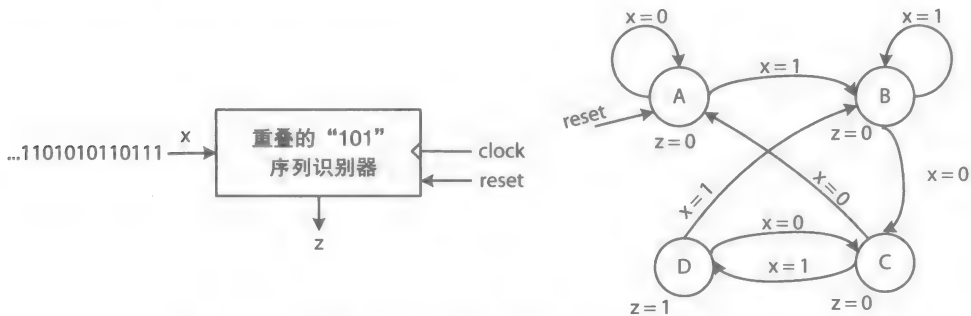 ...1101010110111
x
重叠的“101”
序列识别器
clock
reset
z
x=0
x=1
A
x=1
B
reset
z=0
z=0
x=0
x=1
x=0
x=0
D
x=1
C
z=1
z=0